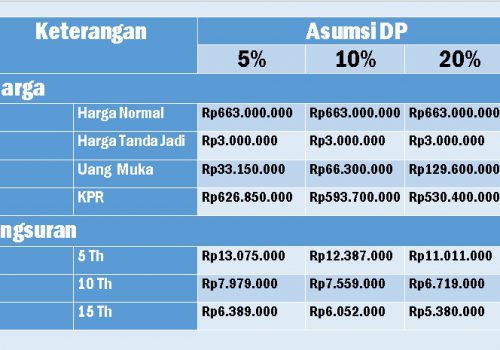 Keterangan Asumsi DP
5% 10% 20%
arga
Harga Normal Rp663.000.000 Rp663.000.000 Rp663.000.000
Harga Tanda Jadi Rp3.000.000 Rp3.000.000 Rp3.000.000
Uang Muka Rp33.150.000 Rp66.300.000 Rp129.600.000
KPR Rp626.850.000 Rp593.700.000 Rp530.400.000
ngsuran
5 Th Rp13.075.000 Rp12.387.000 Rp11.011.000
10 Th Rp7.979.000 Rp7.559.000 Rp6.719.000
15 Th Rp6.389.000 Rp6.052.000 Rp5.380.000